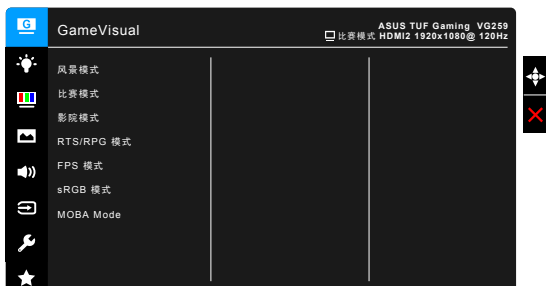 G
GameVisual
ASUS TUF Gaming VG259
比赛模式 HDMI2 1920x1080@ 120Hz
风景模式
比赛模式
影院模式
RTS/RPG 模式
FPS 模式
sRGB 模式
MOBA Mode